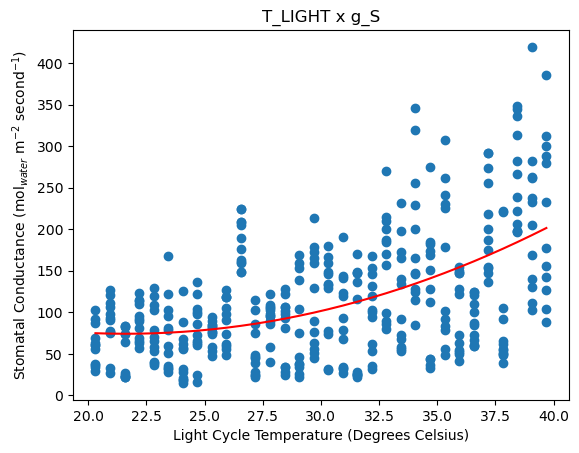 T_LIGHT x g_S
Stomatal Conductance (mol_water m⁻² second⁻¹)
400
350
300
250
200
150
100
50
0
20.0 22.5 25.0 27.5 30.0 32.5 35.0 37.5 40.0
Light Cycle Temperature (Degrees Celsius)